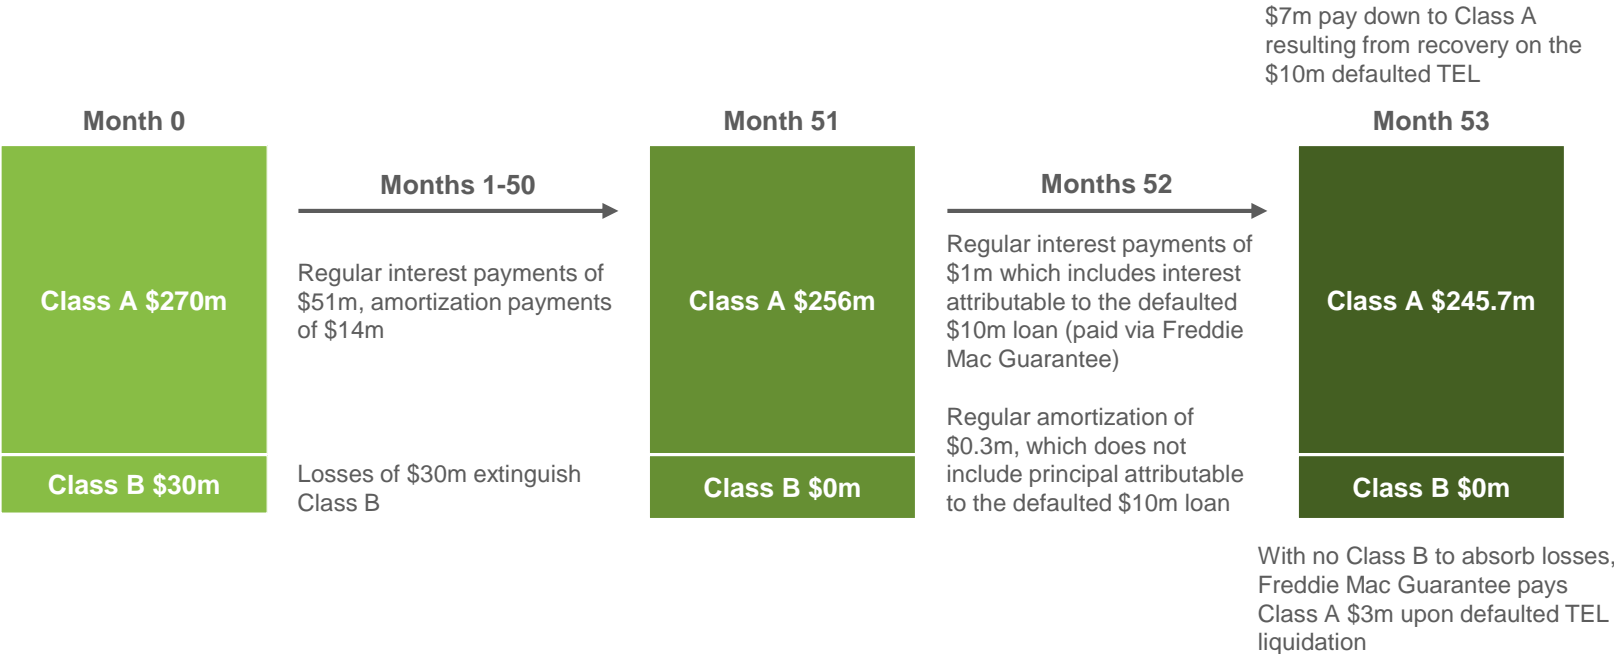 $7m pay down to Class A
resulting from recovery on the
$10m defaulted TEL
Month 0
Month 51
Month 53
Months 1-50
Months 52
Class A $270m
Regular interest payments of
$51m, amortization payments
of $14m
Class A $256m
Regular interest payments of
$1m which includes interest
attributable to the defaulted
$10m loan (paid via Freddie
Mac Guarantee)
Class A $245.7m
Regular amortization of
$0.3m, which does not
include principal attributable
to the defaulted $10m loan
Class B $30m
Losses of $30m extinguish
Class B
Class B $0m
Class B $0m
With no Class B to absorb losses,
Freddie Mac Guarantee pays
Class A $3m upon defaulted TEL
liquidation